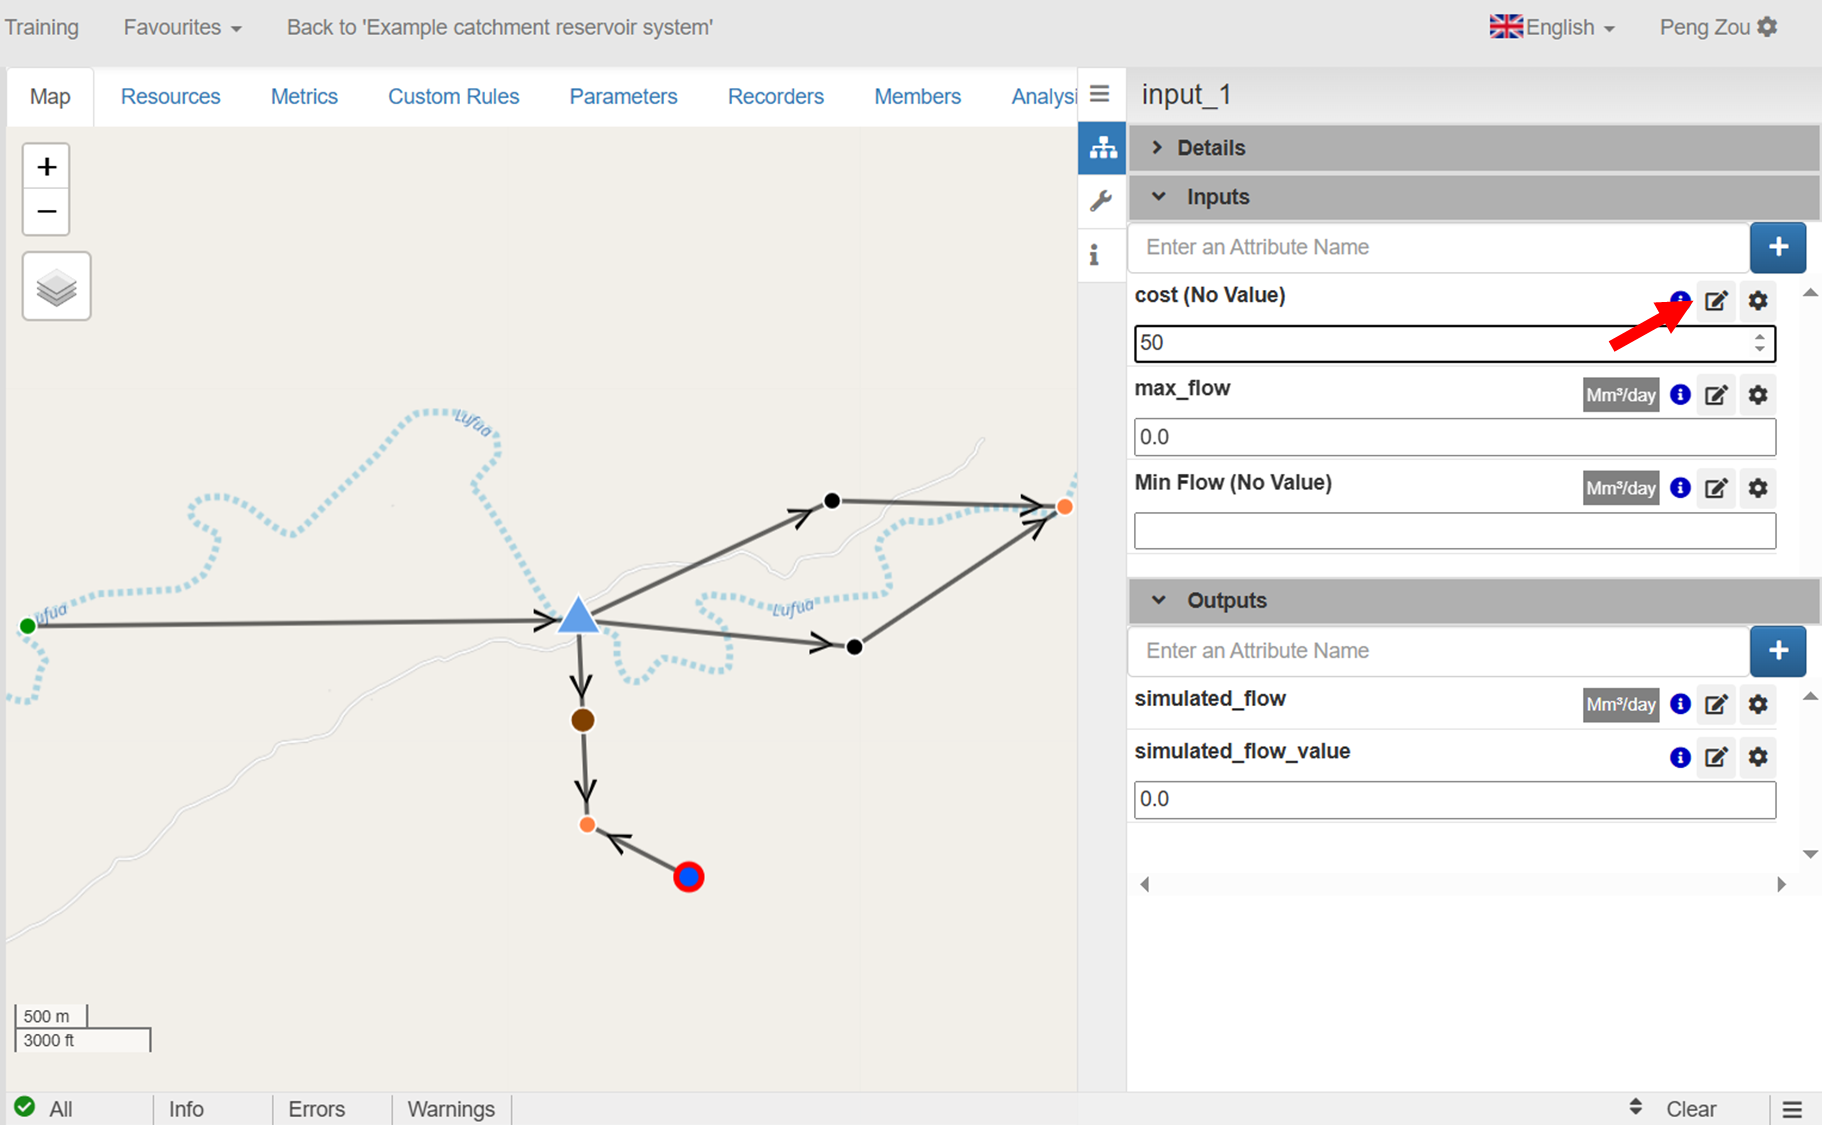 Training Favourites Back to 'Example catchment reservoir system' English Peng Zou
Map Resources Metrics Custom Rules Parameters Recorders Members Analysi
input_1
Details
Inputs
Enter an Attribute Name
cost (No Value)
50
max_flow Mm³/day
0.0
Min Flow (No Value) Mm³/day
Outputs
Enter an Attribute Name
simulated_flow Mm³/day
simulated_flow_value
0.0
Lufua
Lufua
ufua
500 m
3000 ft
All Info Errors Warnings Clear